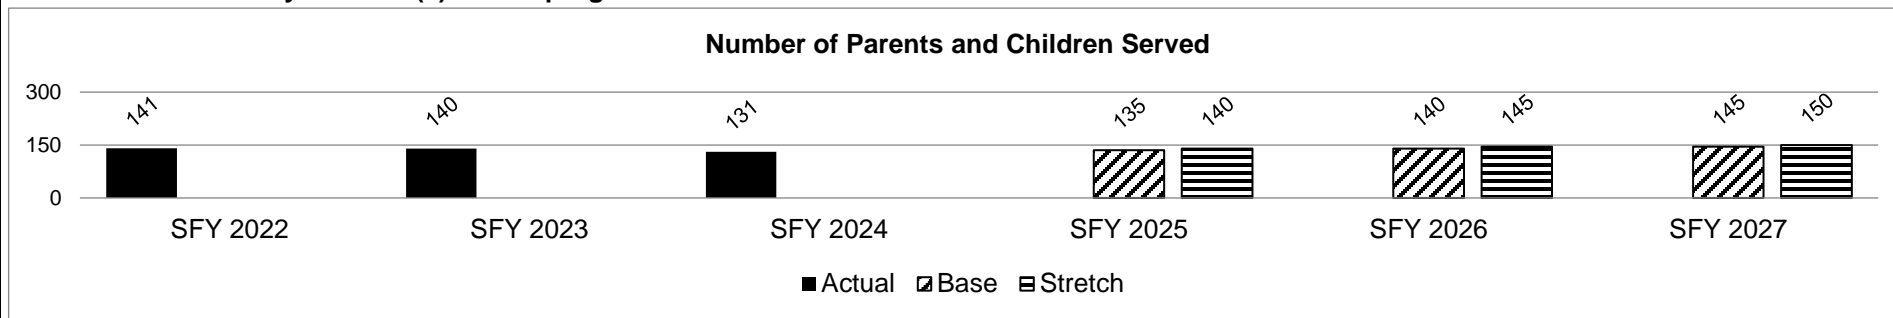 Number of Parents and Children Served
300
150
0
141
140
131
135
140
140
145
145
150
SFY 2022
SFY 2023
SFY 2024
SFY 2025
SFY 2026
SFY 2027
Actual
Base
Stretch